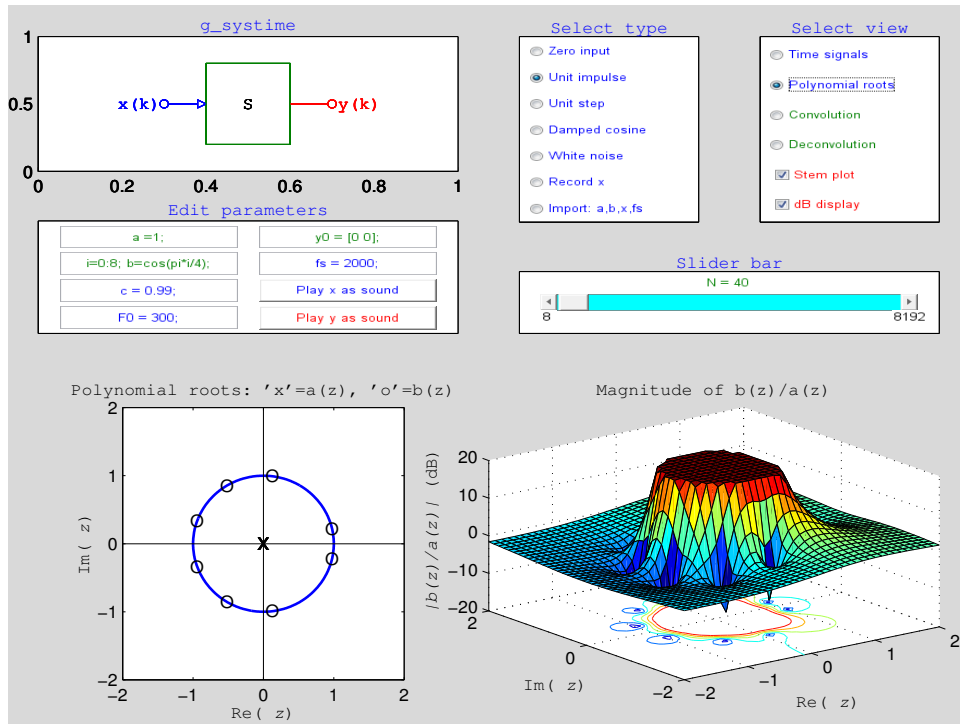 g_systime
1
0.5
0
0
0.2
0.4
0.6
0.8
1
x(k)
S
y(k)
Select type
Zero input
Unit impulse
Unit step
Damped cosine
White noise
Record x
Import: a,b,x,fs
Select view
Time signals
Polynomial roots
Convolution
Deconvolution
Stem plot
dB display
Edit parameters
a =1;
y0 = [0 0];
i=0:8; b=cos(pi*i/4);
fs = 2000;
c = 0.99;
Play x as sound
F0 = 300;
Play y as sound
Slider bar
N = 40
8
8192
Polynomial roots: 'x'=a(z), 'o'=b(z)
2
1
0
−1
−2
−2
−1
0
1
2
Im( z)
Re( z)
Magnitude of b(z)/a(z)
|b(z)/a(z)| (dB)
20
10
0
−10
−20
2
0
−2
Im( z)
−2
−1
0
1
2
Re( z)